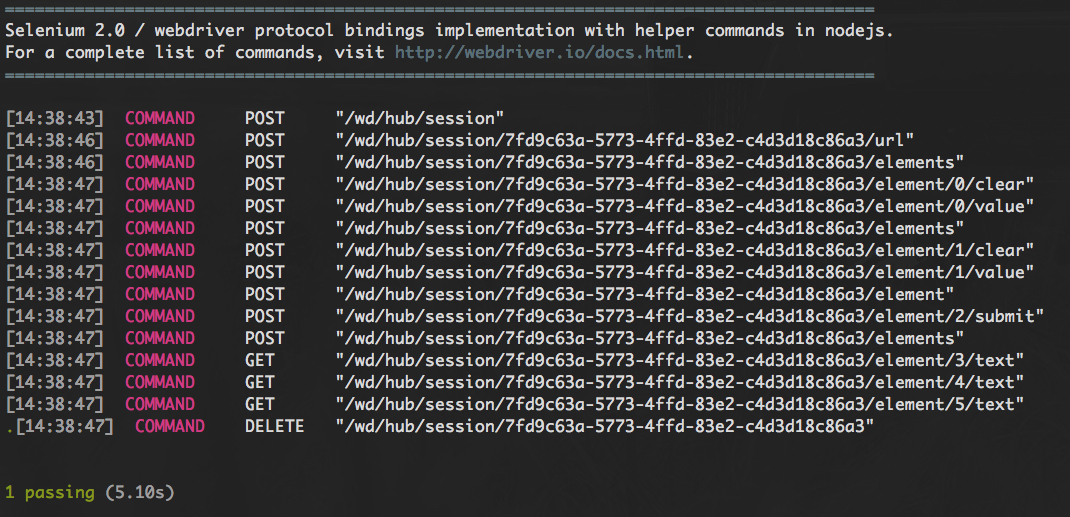 ===============================================================================
Selenium 2.0 / webdriver protocol bindings implementation with helper commands in nodejs.
For a complete list of commands, visit http://webdriver.io/docs.html.
===============================================================================
[14:38:43] COMMAND POST "/wd/hub/session"
[14:38:46] COMMAND POST "/wd/hub/session/7fd9c63a-5773-4ffd-83e2-c4d3d18c86a3/url"
[14:38:46] COMMAND POST "/wd/hub/session/7fd9c63a-5773-4ffd-83e2-c4d3d18c86a3/elements"
[14:38:47] COMMAND POST "/wd/hub/session/7fd9c63a-5773-4ffd-83e2-c4d3d18c86a3/element/0/clear"
[14:38:47] COMMAND POST "/wd/hub/session/7fd9c63a-5773-4ffd-83e2-c4d3d18c86a3/element/0/value"
[14:38:47] COMMAND POST "/wd/hub/session/7fd9c63a-5773-4ffd-83e2-c4d3d18c86a3/elements"
[14:38:47] COMMAND POST "/wd/hub/session/7fd9c63a-5773-4ffd-83e2-c4d3d18c86a3/element/1/clear"
[14:38:47] COMMAND POST "/wd/hub/session/7fd9c63a-5773-4ffd-83e2-c4d3d18c86a3/element/1/value"
[14:38:47] COMMAND POST "/wd/hub/session/7fd9c63a-5773-4ffd-83e2-c4d3d18c86a3/element"
[14:38:47] COMMAND POST "/wd/hub/session/7fd9c63a-5773-4ffd-83e2-c4d3d18c86a3/element/2/submit"
[14:38:47] COMMAND POST "/wd/hub/session/7fd9c63a-5773-4ffd-83e2-c4d3d18c86a3/elements"
[14:38:47] COMMAND GET "/wd/hub/session/7fd9c63a-5773-4ffd-83e2-c4d3d18c86a3/element/3/text"
[14:38:47] COMMAND GET "/wd/hub/session/7fd9c63a-5773-4ffd-83e2-c4d3d18c86a3/element/4/text"
[14:38:47] COMMAND GET "/wd/hub/session/7fd9c63a-5773-4ffd-83e2-c4d3d18c86a3/element/5/text"
.[14:38:47] COMMAND DELETE "/wd/hub/session/7fd9c63a-5773-4ffd-83e2-c4d3d18c86a3"
1 passing (5.10s)